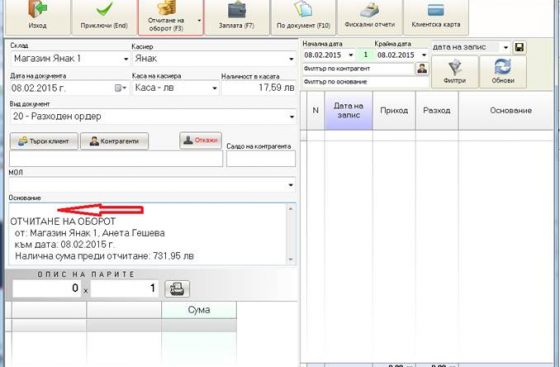 Изход
Приключи (End)
Отчитане на
оборот (F3)
Заплата (F7)
По документ (F10)
Фискални отчети
Клиентска карта
Склад
Касиер
Магазин Янак 1
Янак
Дата на документа
Каса на касиера
Наличност в касата
08.02.2015 г.
Каса - лв
17,59 лв
Вид документ
20 - Разходен ордер
Търси клиент
Контрагенти
Откажи
Салдо на контрагента
МОЛ
Основание
ОТЧИТАНЕ НА ОБОРОТ
от: Магазин Янак 1, Анета Гешева
към дата: 08.02.2015 г.
Налична сума преди отчитане: 731,95 лв
ОПИС НА ПАРИТЕ
0 x 1
Сума
Начална дата
Крайна дата
08.02.2015
1
08.02.2015
дата на запис
Филтър по контрагент
Филтър по основание
Филтри
Обнови
N
Дата на
запис
Приход
Разход
Основание